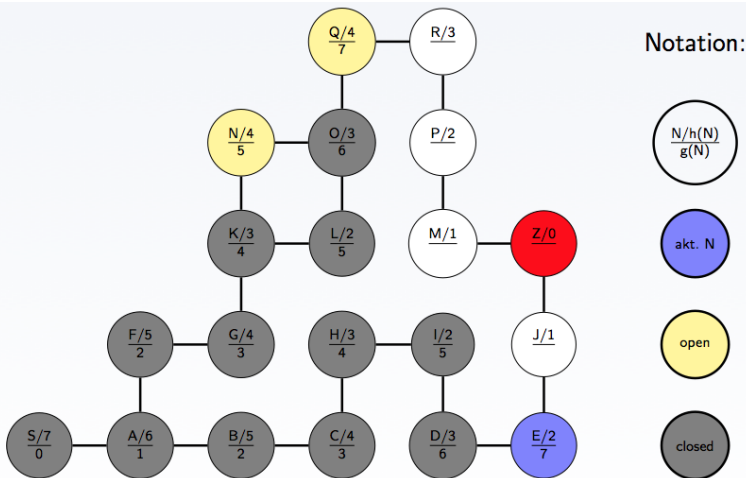 Q/4
7
R/3
Notation:
N/4
5
O/3
6
P/2
N/h(N)
g(N)
K/3
4
L/2
5
M/1
Z/0
akt. N
F/5
2
G/4
3
H/3
4
I/2
5
J/1
open
S/7
0
A/6
1
B/5
2
C/4
3
D/3
6
E/2
7
closed